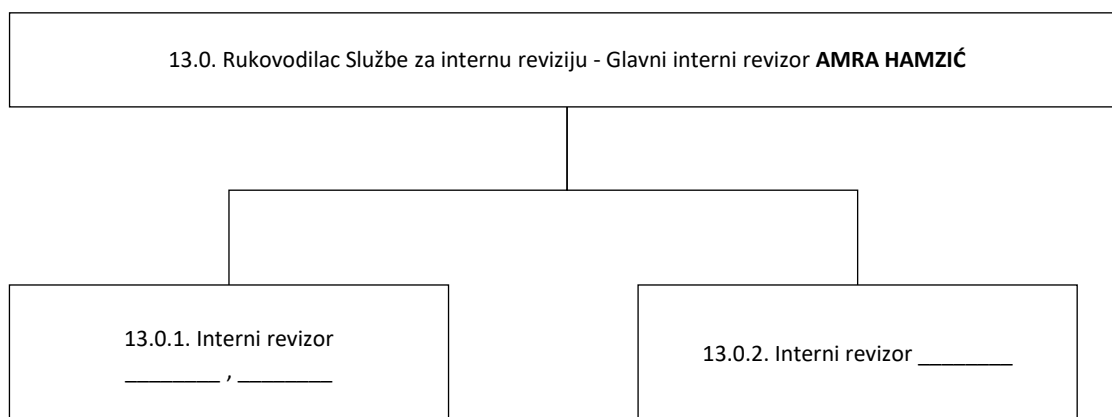 13.0. Rukovodilac Službe za internu reviziju - Glavni interni revizor AMRA HAMZIĆ
13.0.1. Interni revizor
________ , ________
13.0.2. Interni revizor ________